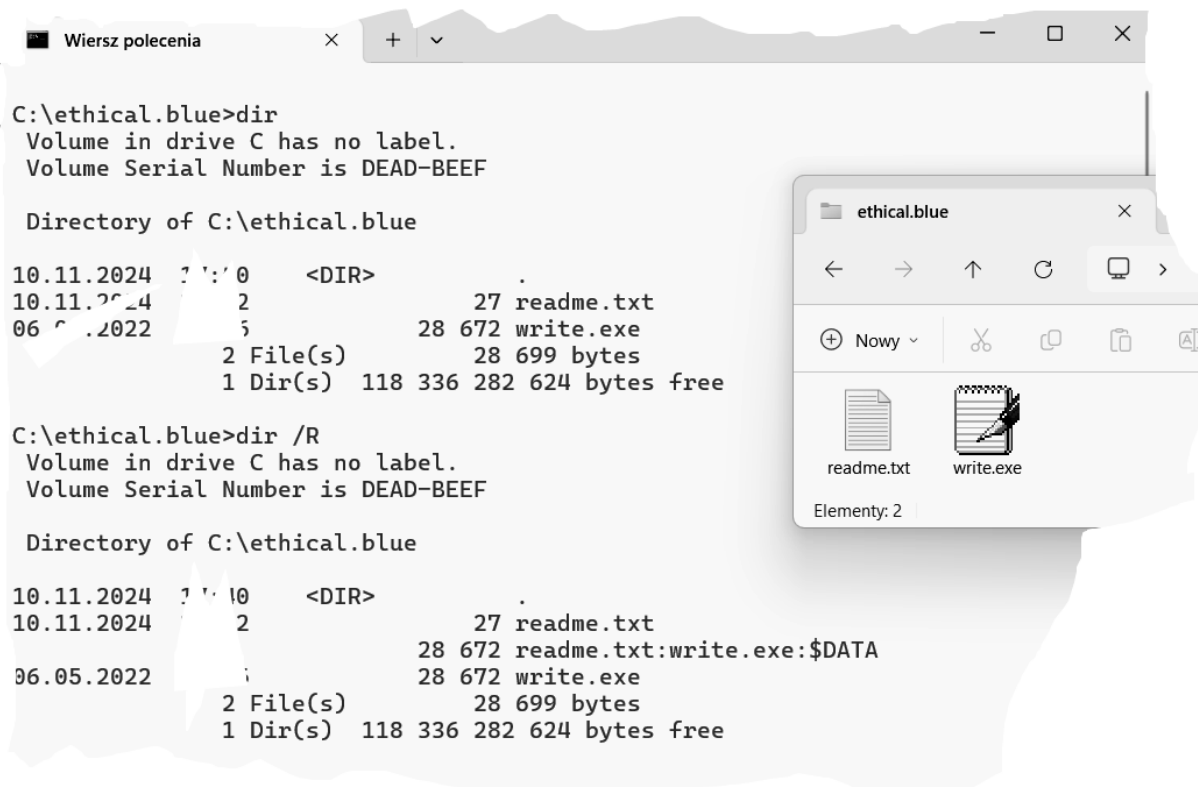 Wiersz polecenia
C:\ethical.blue>dir
Volume in drive C has no label.
Volume Serial Number is DEAD-BEEF
Directory of C:\ethical.blue
10.11.2024 <DIR> .
27 readme.txt
28 672 write.exe
2 File(s) 28 699 bytes
1 Dir(s) 118 336 282 624 bytes free
C:\ethical.blue>dir /R
Volume in drive C has no label.
Volume Serial Number is DEAD-BEEF
Directory of C:\ethical.blue
10.11.2024 <DIR> .
10.11.2024 27 readme.txt
28 672 readme.txt:write.exe:$DATA
06.05.2022 28 672 write.exe
2 File(s) 28 699 bytes
1 Dir(s) 118 336 282 624 bytes free
ethical.blue
Nowy
readme.txt write.exe
Elementy: 2